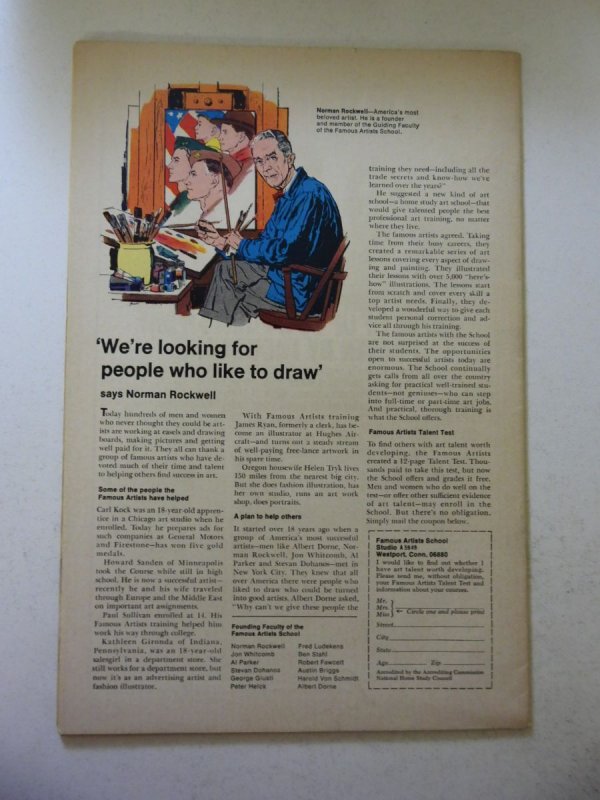 Norman Rockwell—America's most
beloved artist. He is a founder
and member of the Guiding Faculty
of the Famous Artists School.
'We're looking for
people who like to draw'
says Norman Rockwell
Today hundreds of men and women
who never thought they could be art-
ists are working at easels and drawing
boards, making pictures and getting
well paid for it. They all can thank a
group of famous artists who have de-
voted much of their time and talent
to helping others find success in art.
Some of the people the
Famous Artists have helped
Carl Kock was an 18-year-old appren-
tice in a Chicago art studio when he
enrolled. Today he prepares ads for
such companies as General Motors
and Firestone—has won five gold
medals.
Howard Sanden of Minneapolis
took the Course while still in high
school. He is now a successful artist—
recently he and his wife traveled
through Europe and the Middle East
on important art assignments.
Paul Sullivan enrolled at 14. His
Famous Artists training helped him
work his way through college.
Kathleen Gironda of Indiana,
Pennsylvania, was an 18-year-old
salesgirl in a department store. She
still works for a department store, but
now it's as an advertising artist and
fashion illustrator.
With Famous Artists training
James Ryan, formerly a clerk, has be-
come an illustrator at Hughes Air-
craft—and turns out a steady stream
of well-paying free-lance artwork in
his spare time.
Oregon housewife Helen Tryk lives
150 miles from the nearest big city.
But she does fashion illustration, has
her own studio, runs an art work
shop, does portraits.
A plan to help others
It started over 18 years ago when a
group of America's most successful
artists—men like Albert Dorne, Nor-
man Rockwell, Jon Whitcomb, Al
Parker and Stevan Dohanos—met in
New York City. They knew that all
over America there were people who
liked to draw who could be turned
into good artists. Albert Dorne asked,
"Why can't we give these people the
Founding Faculty of the
Famous Artists School
Norman Rockwell
Jon Whitcomb
Al Parker
Stevan Dohanos
George Giusti
Peter Helck
Fred Ludekens
Ben Stahl
Robert Fawcett
Austin Briggs
Harold Von Schmidt
Albert Dorne
training they need—including all the
trade secrets and know-how we've
learned over the years?"
He suggested a new kind of art
school—a home study art school—that
would give talented people the best
professional art training, no matter
where they live.
The famous artists agreed. Taking
time from their busy careers, they
created a remarkable series of art
lessons covering every aspect of draw-
ing and painting. They illustrated
their lessons with over 5,000 "here's-
how" illustrations. The lessons start
from scratch and cover every skill a
top artist needs. Finally, they de-
veloped a wonderful way to give each
student personal correction and ad-
vice all through his training.
The famous artists with the School
are not surprised at the success of
their students. The opportunities
open to successful artists today are
enormous. The School continually
gets calls from all over the country
asking for practical well-trained stu-
dents—not geniuses—who can step
into full-time or part-time art jobs.
And practical, thorough training is
what the School offers.
Famous Artists Talent Test
To find others with art talent worth
developing, the Famous Artists
created a 12-page Talent Test. Thou-
sands paid to take this test, but now
the School offers and grades it free.
Men and women who do well on the
test—or offer other sufficient evidence
of art talent—may enroll in the
School. But there's no obligation.
Simply mail the coupon below.
Famous Artists School
Studio
Westport, Conn. 06880
I would like to find out whether I
have art talent worth developing.
Please send me, without obligation,
your Famous Artists Talent Test and
information about your courses.
Mr.
Mrs.
Miss
← Circle one and please print
Street
City
State
Age Zip
Accredited by the Accrediting Commission
National Home Study Council